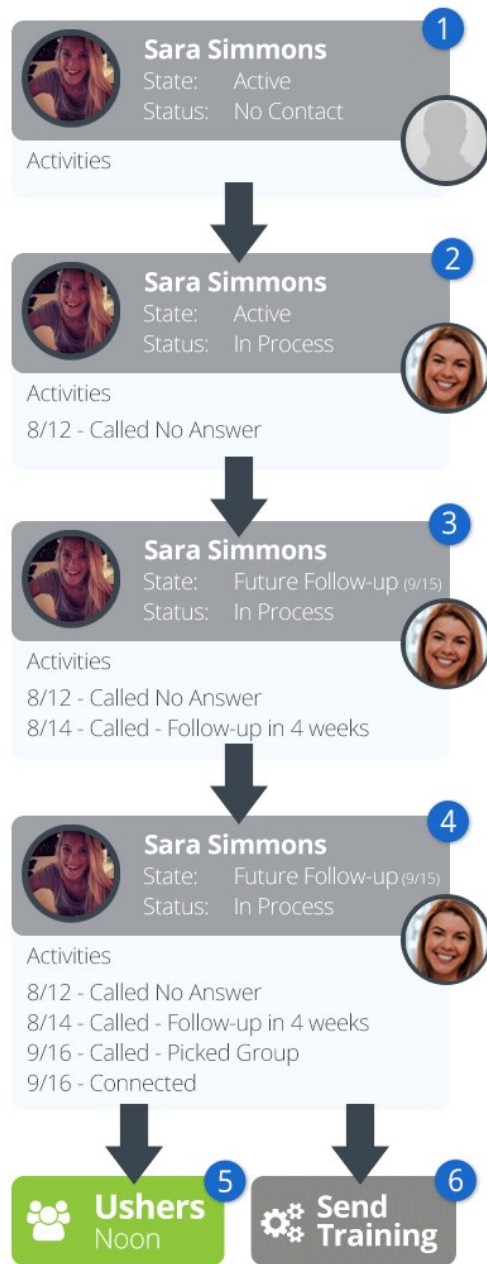 1
Sara Simmons
State: Active
Status: No Contact
Activities
2
Sara Simmons
State: Active
Status: In Process
Activities
8/12 - Called No Answer
3
Sara Simmons
State: Future Follow-up (9/15)
Status: In Process
Activities
8/12 - Called No Answer
8/14 - Called - Follow-up in 4 weeks
4
Sara Simmons
State: Future Follow-up (9/15)
Status: In Process
Activities
8/12 - Called No Answer
8/14 - Called - Follow-up in 4 weeks
9/16 - Called - Picked Group
9/16 - Connected
5
Ushers
Noon
6
Send
Training